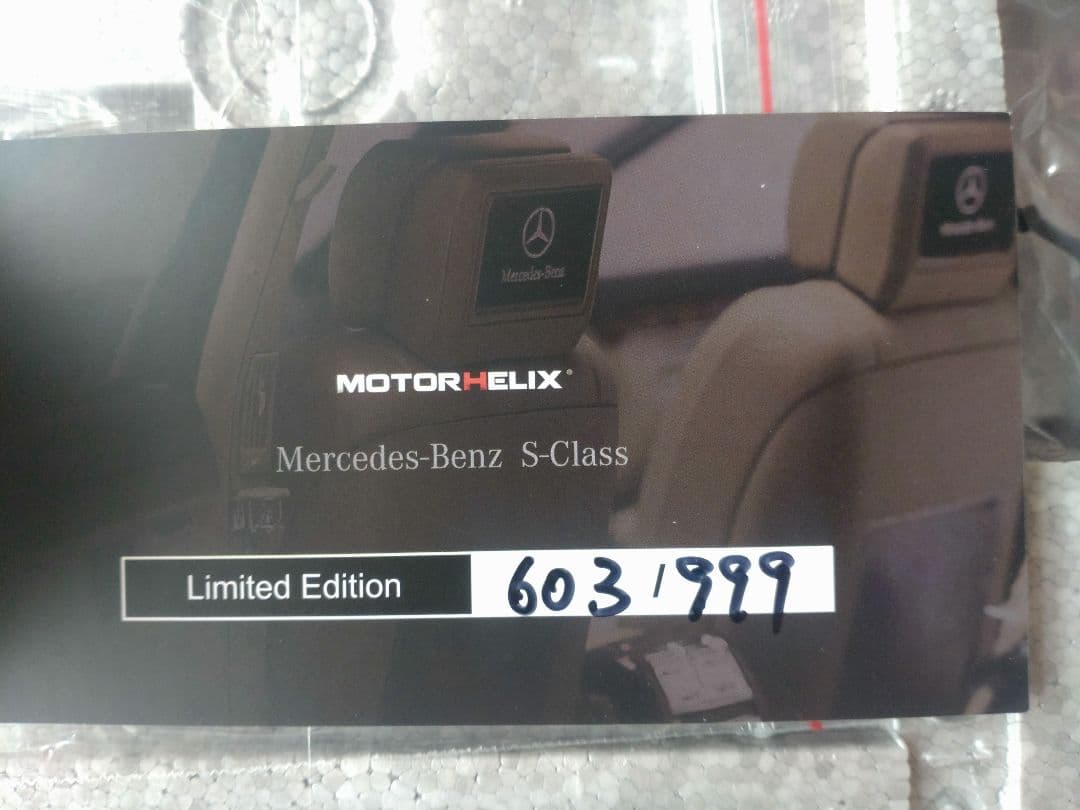 Mercedes-Benz
MOTORHELIX
Mercedes-Benz S-Class
Limited Edition 603/999